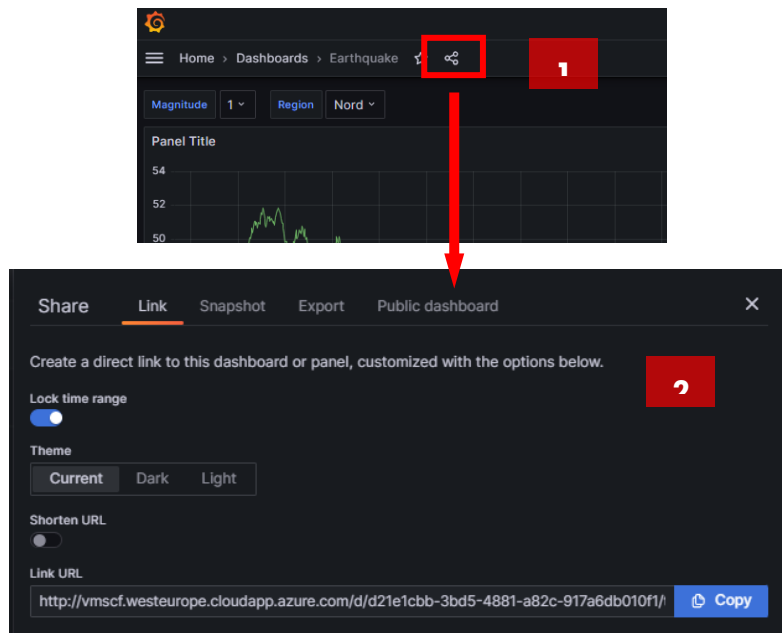 Home > Dashboards > Earthquake
1
Magnitude 1 Region Nord
Panel Title
54
52
50
Share Link Snapshot Export Public dashboard
Create a direct link to this dashboard or panel, customized with the options below.
2
Lock time range
Theme
Current Dark Light
Shorten URL
Link URL
http://vmscf.westeurope.cloudapp.azure.com/d/d21e1cbb-3bd5-4881-a82c-917a6db010f1/ Copy